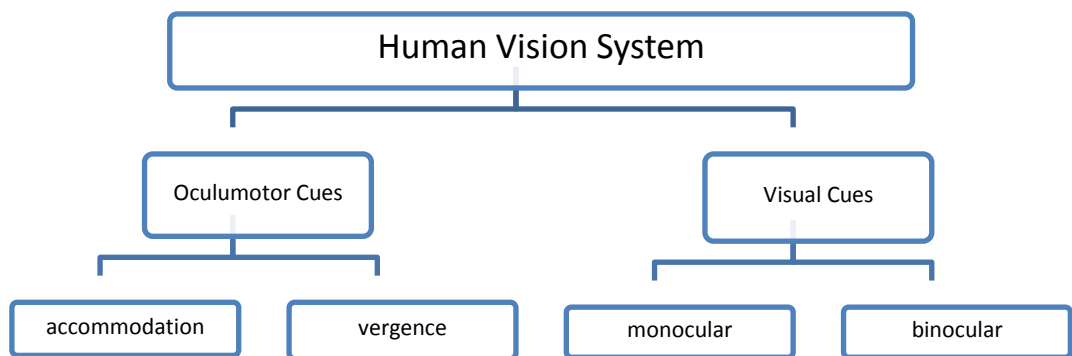 Human Vision System
Oculumotor Cues
Visual Cues
accommodation
vergence
monocular
binocular